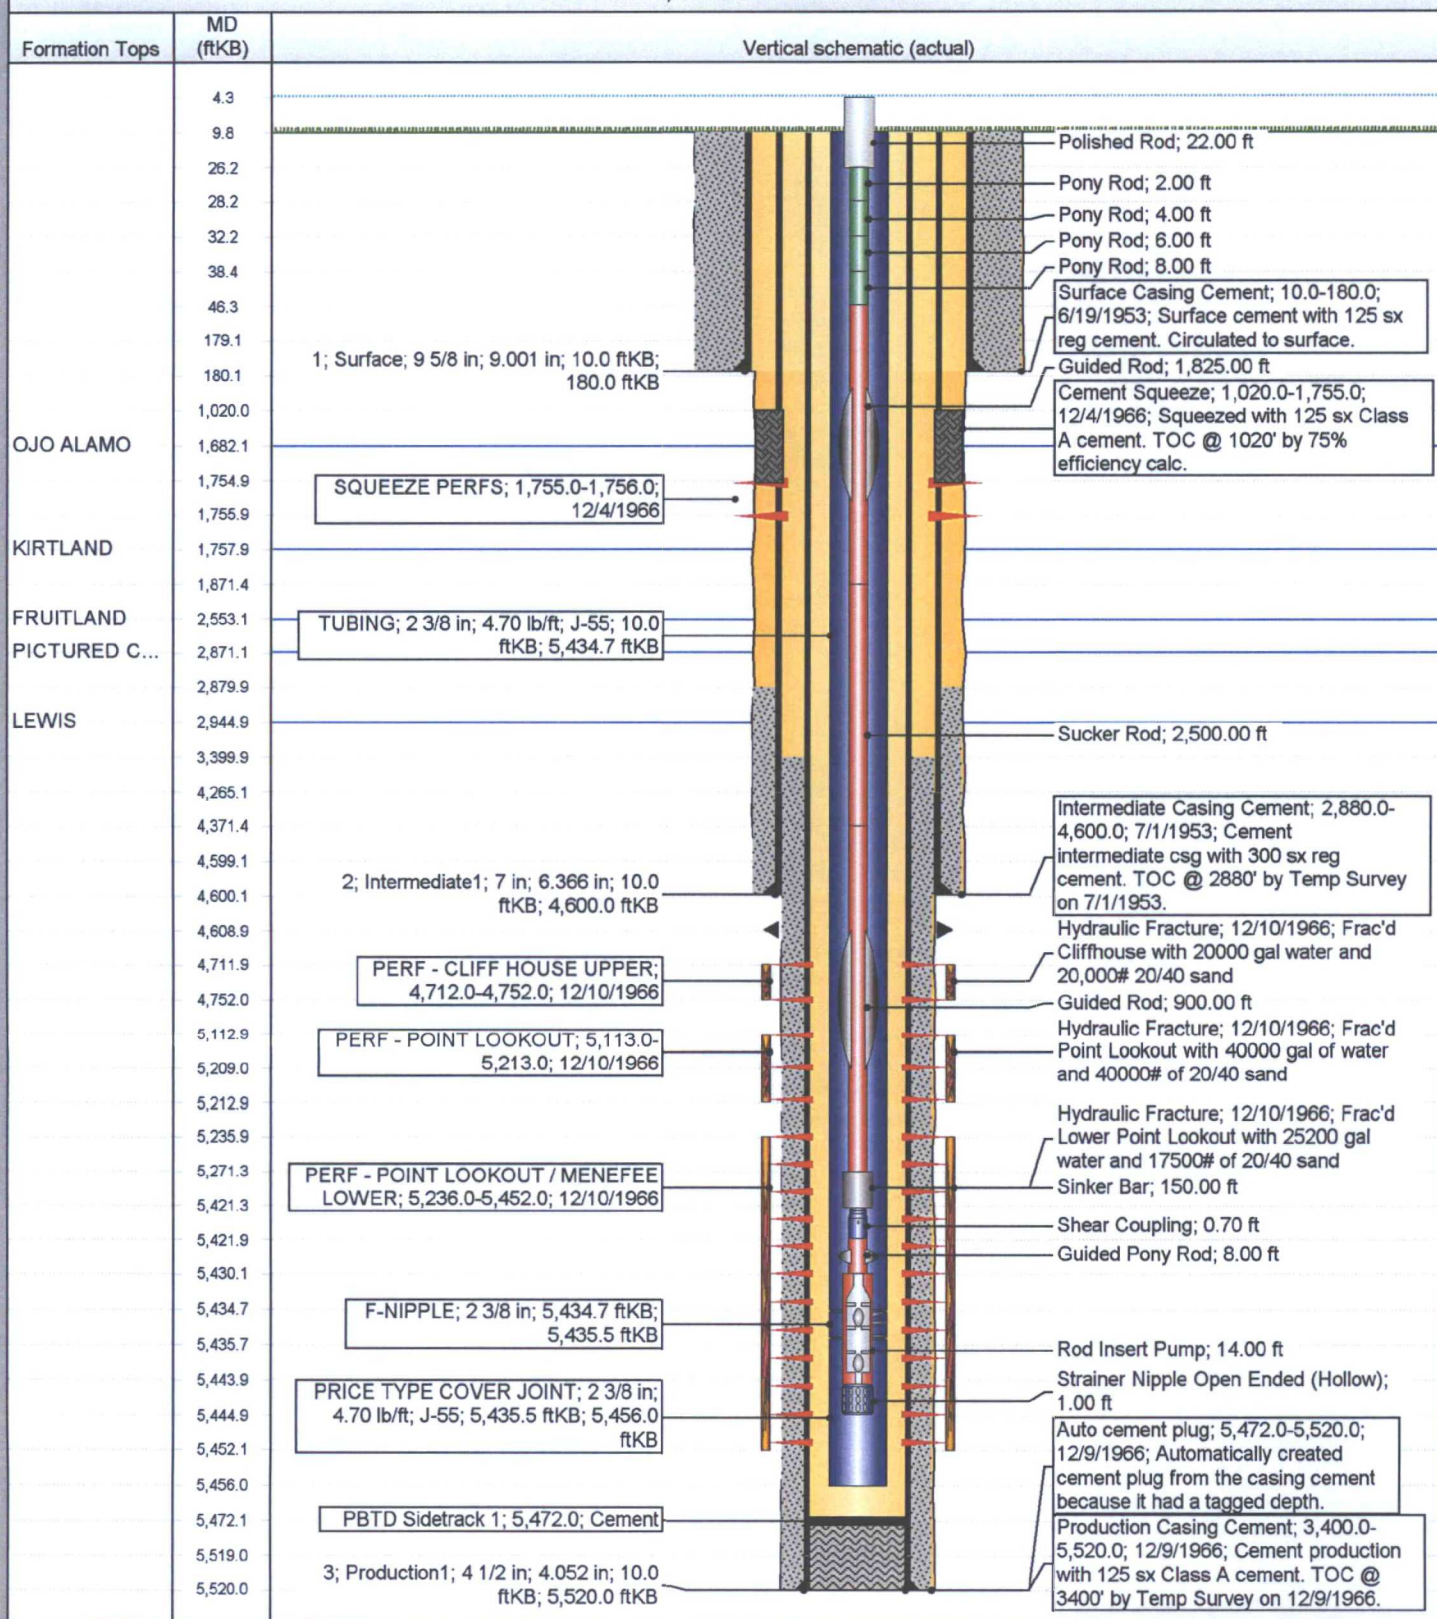 Formation Tops
MD
(ftKB)
Vertical schematic (actual)
4.3
9.8
26.2
28.2
32.2
38.4
46.3
179.1
180.1
1,020.0
OJO ALAMO
1,682.1
1,754.9
1,755.9
KIRTLAND
1,757.9
1,871.4
FRUITLAND
2,553.1
PICTURED C...
2,871.1
2,879.9
LEWIS
2,944.9
3,399.9
4,265.1
4,371.4
4,599.1
4,600.1
4,608.9
4,711.9
4,752.0
5,112.9
5,209.0
5,212.9
5,235.9
5,271.3
5,421.3
5,421.9
5,430.1
5,434.7
5,435.7
5,443.9
5,444.9
5,452.1
5,456.0
5,472.1
5,519.0
5,520.0
1; Surface; 9 5/8 in; 9.001 in; 10.0 ftKB;
180.0 ftKB
SQUEEZE PERFS; 1,755.0-1,756.0;
12/4/1966
TUBING; 2 3/8 in; 4.70 lb/ft; J-55; 10.0
ftKB; 5,434.7 ftKB
2; Intermediate1; 7 in; 6.366 in; 10.0
ftKB; 4,600.0 ftKB
PERF - CLIFF HOUSE UPPER;
4,712.0-4,752.0; 12/10/1966
PERF - POINT LOOKOUT; 5,113.0-
5,213.0; 12/10/1966
PERF - POINT LOOKOUT / MENEFEE
LOWER; 5,236.0-5,452.0; 12/10/1966
F-NIPPLE; 2 3/8 in; 5,434.7 ftKB;
5,435.5 ftKB
PRICE TYPE COVER JOINT; 2 3/8 in;
4.70 lb/ft; J-55; 5,435.5 ftKB; 5,456.0
ftKB
PBTD Sidetrack 1; 5,472.0; Cement
3; Production1; 4 1/2 in; 4.052 in; 10.0
ftKB; 5,520.0 ftKB
Polished Rod; 22.00 ft
Pony Rod; 2.00 ft
Pony Rod; 4.00 ft
Pony Rod; 6.00 ft
Pony Rod; 8.00 ft
Surface Casing Cement; 10.0-180.0;
6/19/1953; Surface cement with 125 sx
reg cement. Circulated to surface.
Guided Rod; 1,825.00 ft
Cement Squeeze; 1,020.0-1,755.0;
12/4/1966; Squeezed with 125 sx Class
A cement. TOC @ 1020' by 75%
efficiency calc.
Sucker Rod; 2,500.00 ft
Intermediate Casing Cement; 2,880.0-
4,600.0; 7/1/1953; Cement
intermediate csg with 300 sx reg
cement. TOC @ 2880' by Temp Survey
on 7/1/1953.
Hydraulic Fracture; 12/10/1966; Frac'd
Cliffhouse with 20000 gal water and
20,000# 20/40 sand
Guided Rod; 900.00 ft
Hydraulic Fracture; 12/10/1966; Frac'd
Point Lookout with 40000 gal of water
and 40000# of 20/40 sand
Hydraulic Fracture; 12/10/1966; Frac'd
Lower Point Lookout with 25200 gal
water and 17500# of 20/40 sand
Sinker Bar; 150.00 ft
Shear Coupling; 0.70 ft
Guided Pony Rod; 8.00 ft
Rod Insert Pump; 14.00 ft
Strainer Nipple Open Ended (Hollow);
1.00 ft
Auto cement plug; 5,472.0-5,520.0;
12/9/1966; Automatically created
cement plug from the casing cement
because it had a tagged depth.
Production Casing Cement; 3,400.0-
5,520.0; 12/9/1966; Cement production
with 125 sx Class A cement. TOC @
3400' by Temp Survey on 12/9/1966.